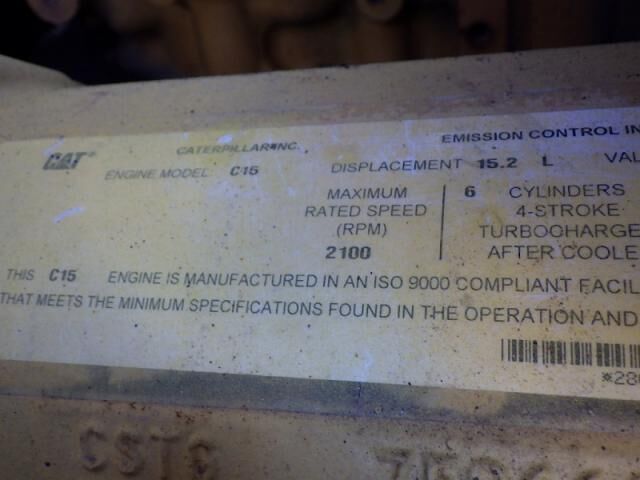 CAT®
CATERPILLAR INC.
EMISSION CONTROL IN
ENGINE MODEL: C15
DISPLACEMENT 15.2 L VAL
MAXIMUM
RATED SPEED
(RPM)
2100
6 CYLINDERS
4-STROKE
TURBOCHARGE
AFTER COOLE
THIS C15 ENGINE IS MANUFACTURED IN AN ISO 9000 COMPLIANT FACIL
THAT MEETS THE MINIMUM SPECIFICATIONS FOUND IN THE OPERATION AND